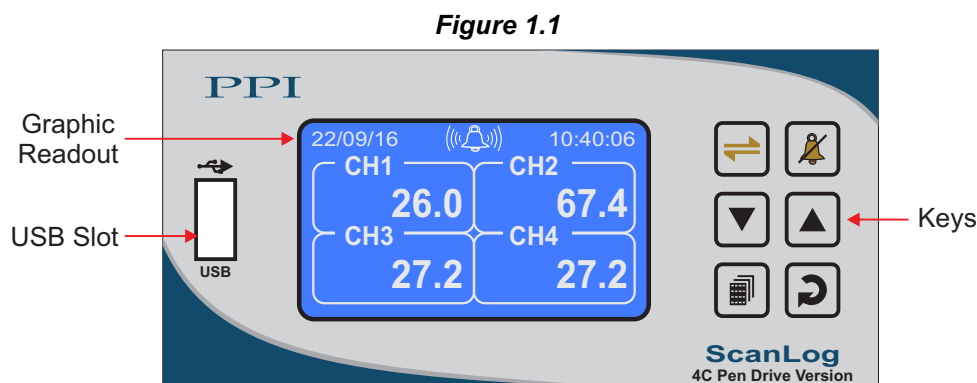 Figure 1.1
PPI
Graphic
Readout
22/09/16 10:40:06
CH1 CH2
26.0 67.4
CH3 CH4
27.2 27.2
USB Slot
USB
Keys
ScanLog
4C Pen Drive Version